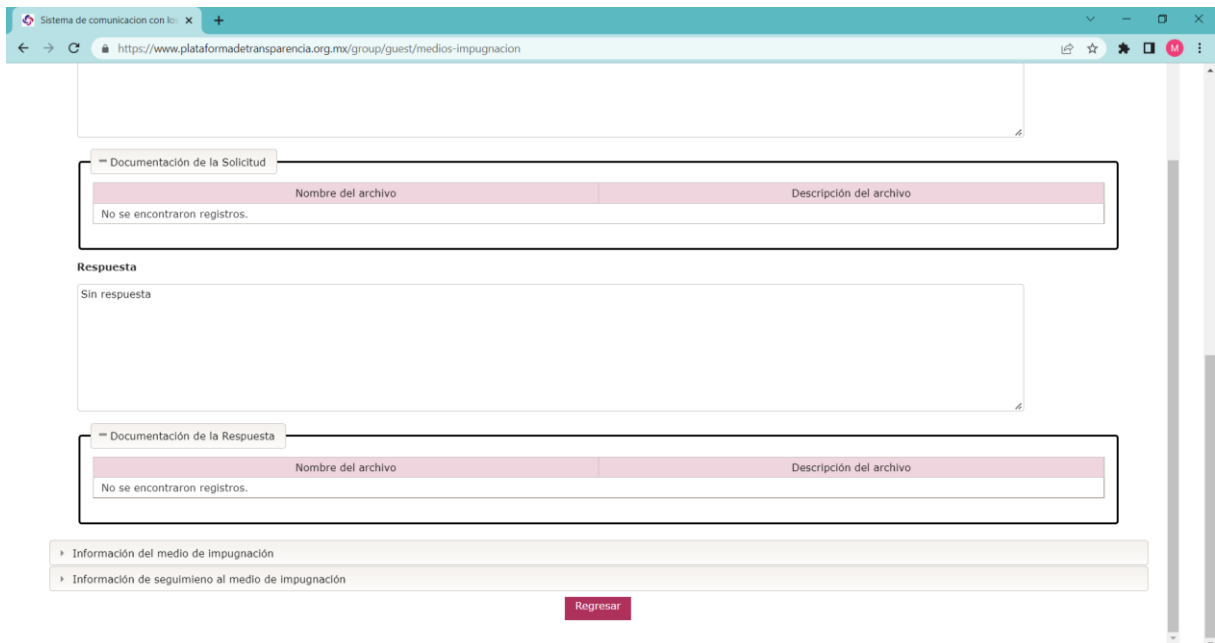 Sistema de comunicacion con los
https://www.plataformadetransparencia.org.mx/group/guest/medios-impugnacion
M
Documentación de la Solicitud
Nombre del archivo Descripción del archivo
No se encontraron registros.
Respuesta
Sin respuesta
Documentación de la Respuesta
Nombre del archivo Descripción del archivo
No se encontraron registros.
Información del medio de impugnación
Información de seguimieno al medio de impugnación
Regresar